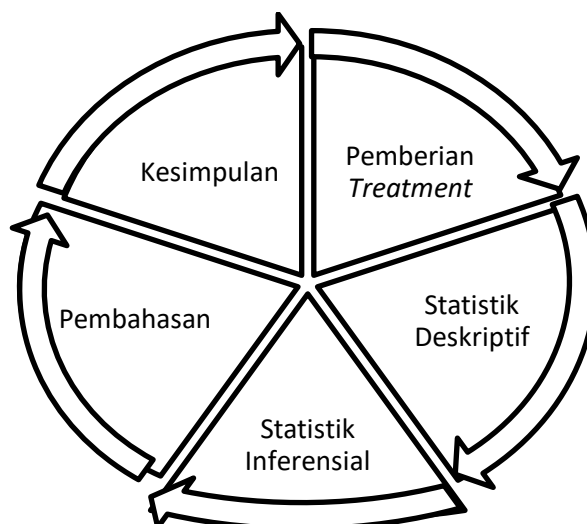 Pemberian
Treatment
Statistik
Deskriptif
Statistik
Inferensial
Pembahasan
Kesimpulan